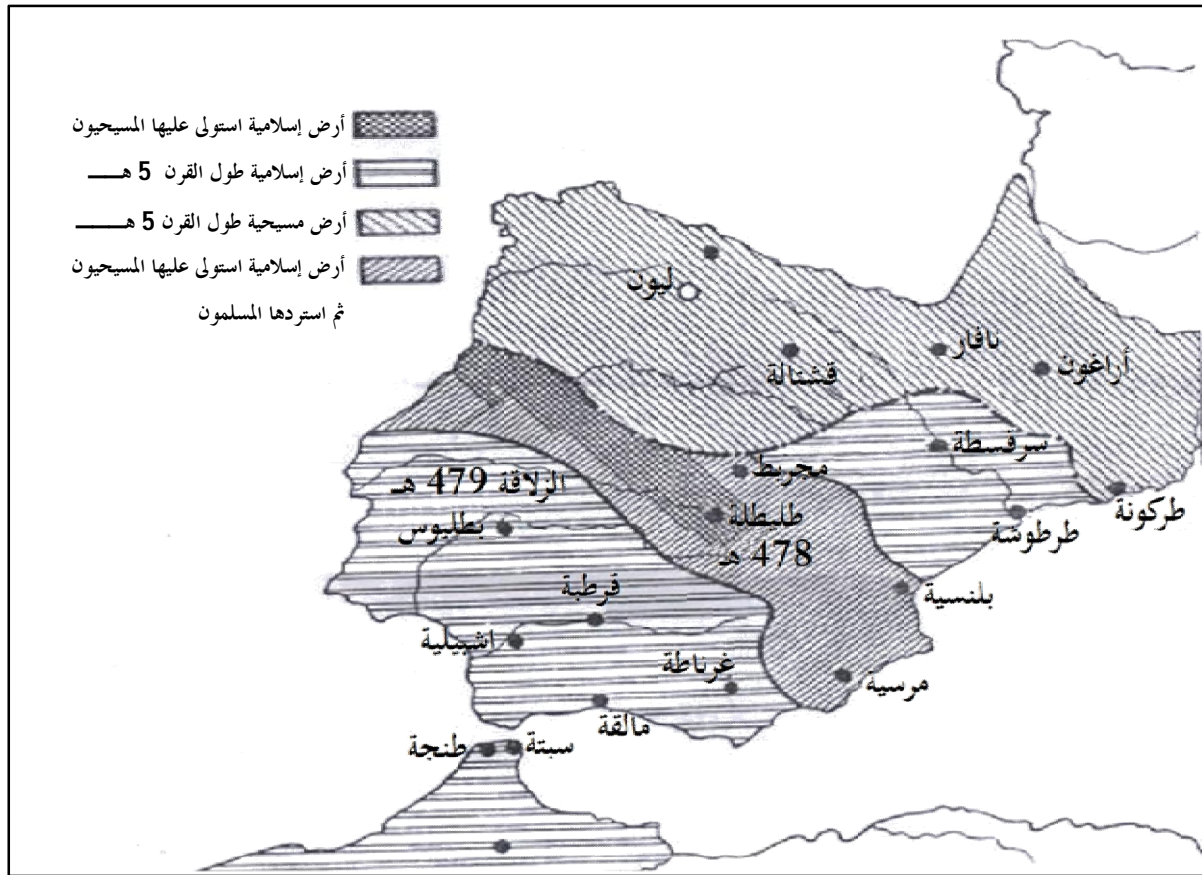 أرض إسلامية استولى عليها المسيحيون
أرض إسلامية طول القرن 5 هـ
أرض مسيحية طول القرن 5 هـ
أرض إسلامية استولى عليها المسيحيون
ثم استردها المسلمون
ليون
نافار
قشتالة
أراغون
سرقسطة
مجريط
الزلاقة 479 هـ
طركونة
طليطلة
طرطوشة
بطليوس
478 هـ
بلنسية
قرطبة
اشبيلية
غرناطة
مرسية
مالقة
سبتة
طنجة